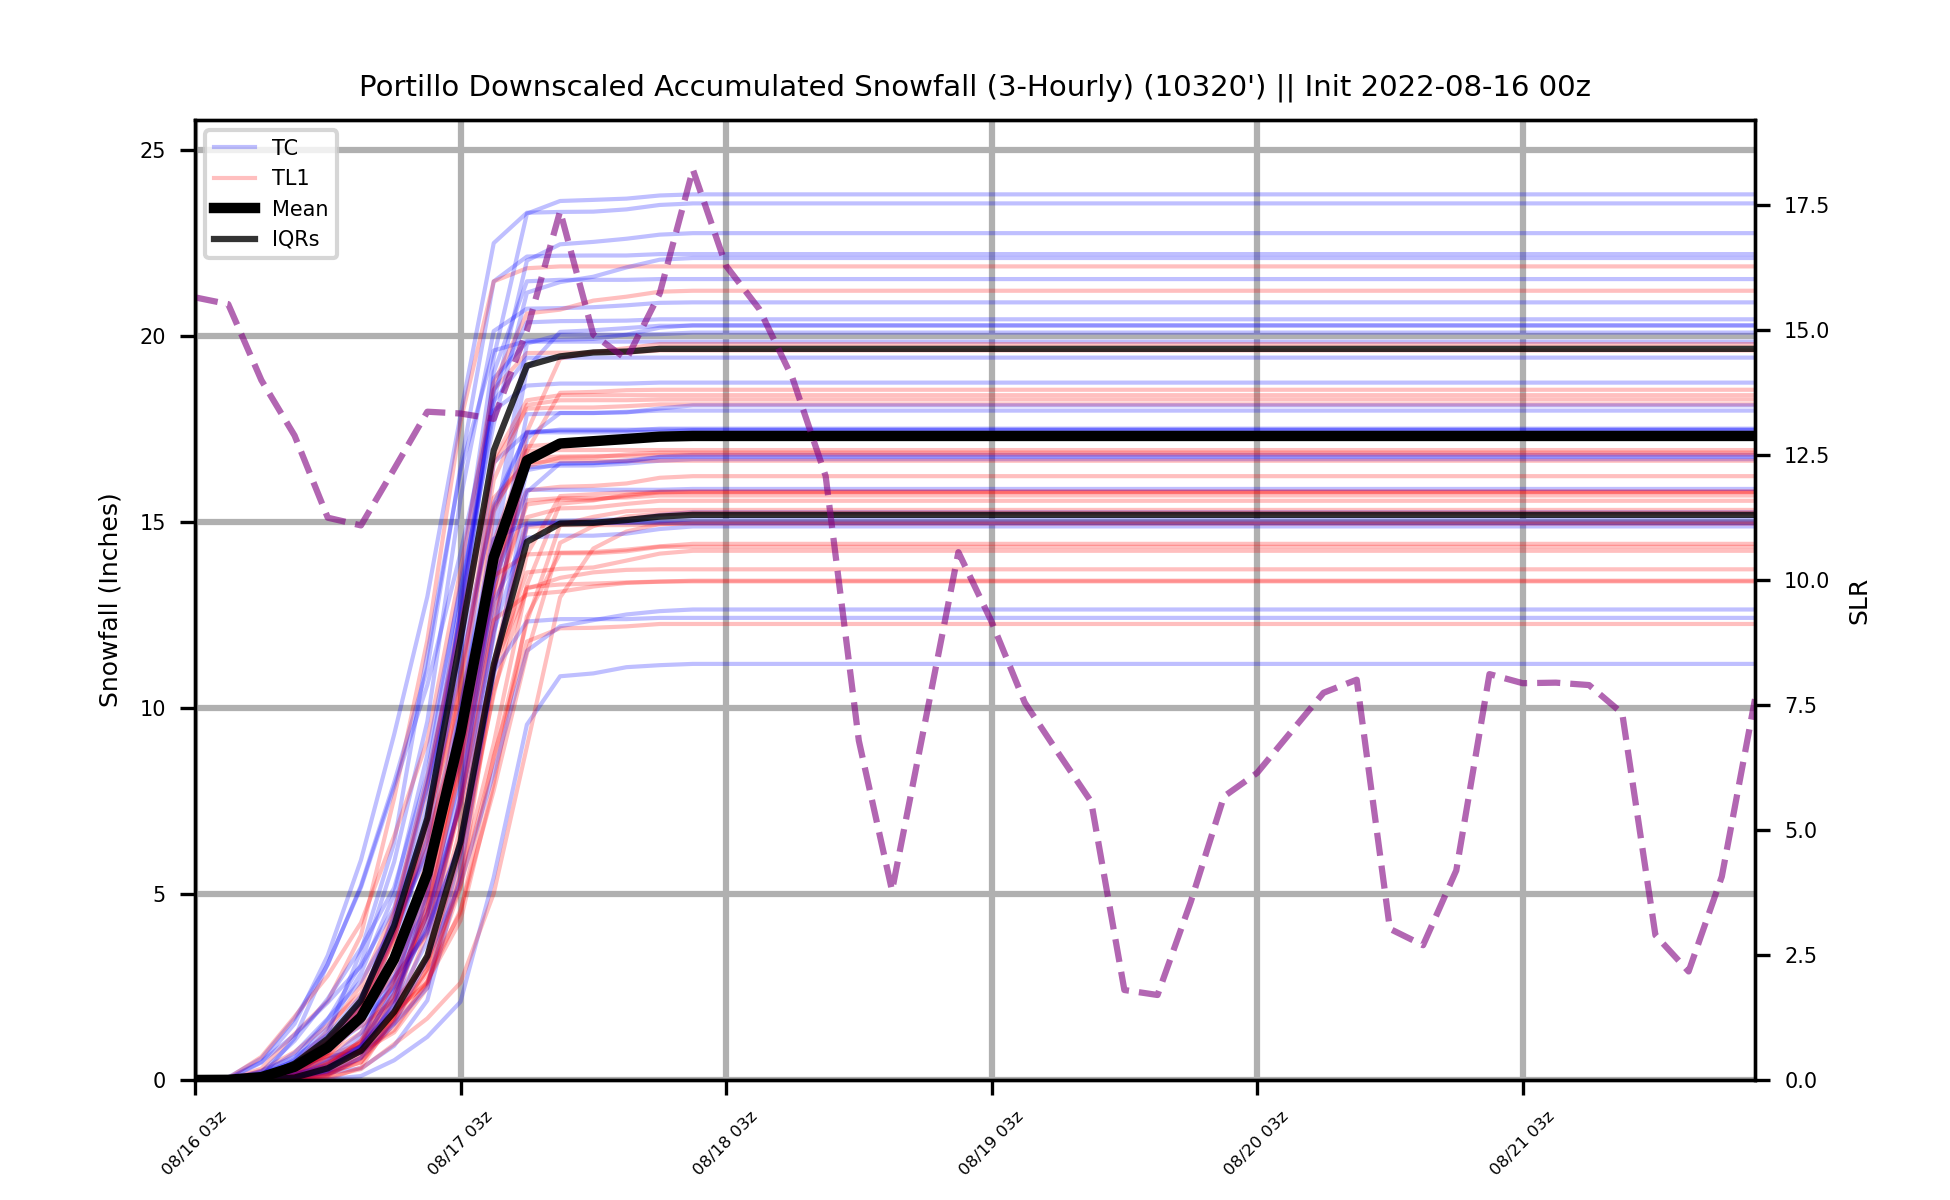 Portillo Downscaled Accumulated Snowfall (3-Hourly) (10320') || Init 2022-08-16 00z
TC
TL1
Mean
IQRs
25
20
15
10
5
0
Snowfall (Inches)
17.5
15.0
12.5
10.0
7.5
5.0
2.5
0.0
SLR
08/16 03z
08/17 03z
08/18 03z
08/19 03z
08/20 03z
08/21 03z